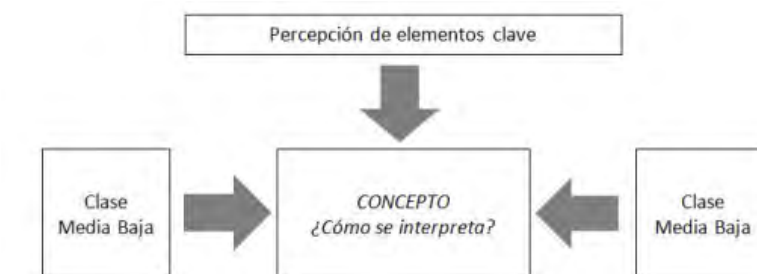 Percepción de elementos clave
Clase
Media Baja
CONCEPTO
¿Cómo se interpreta?
Clase
Media Baja